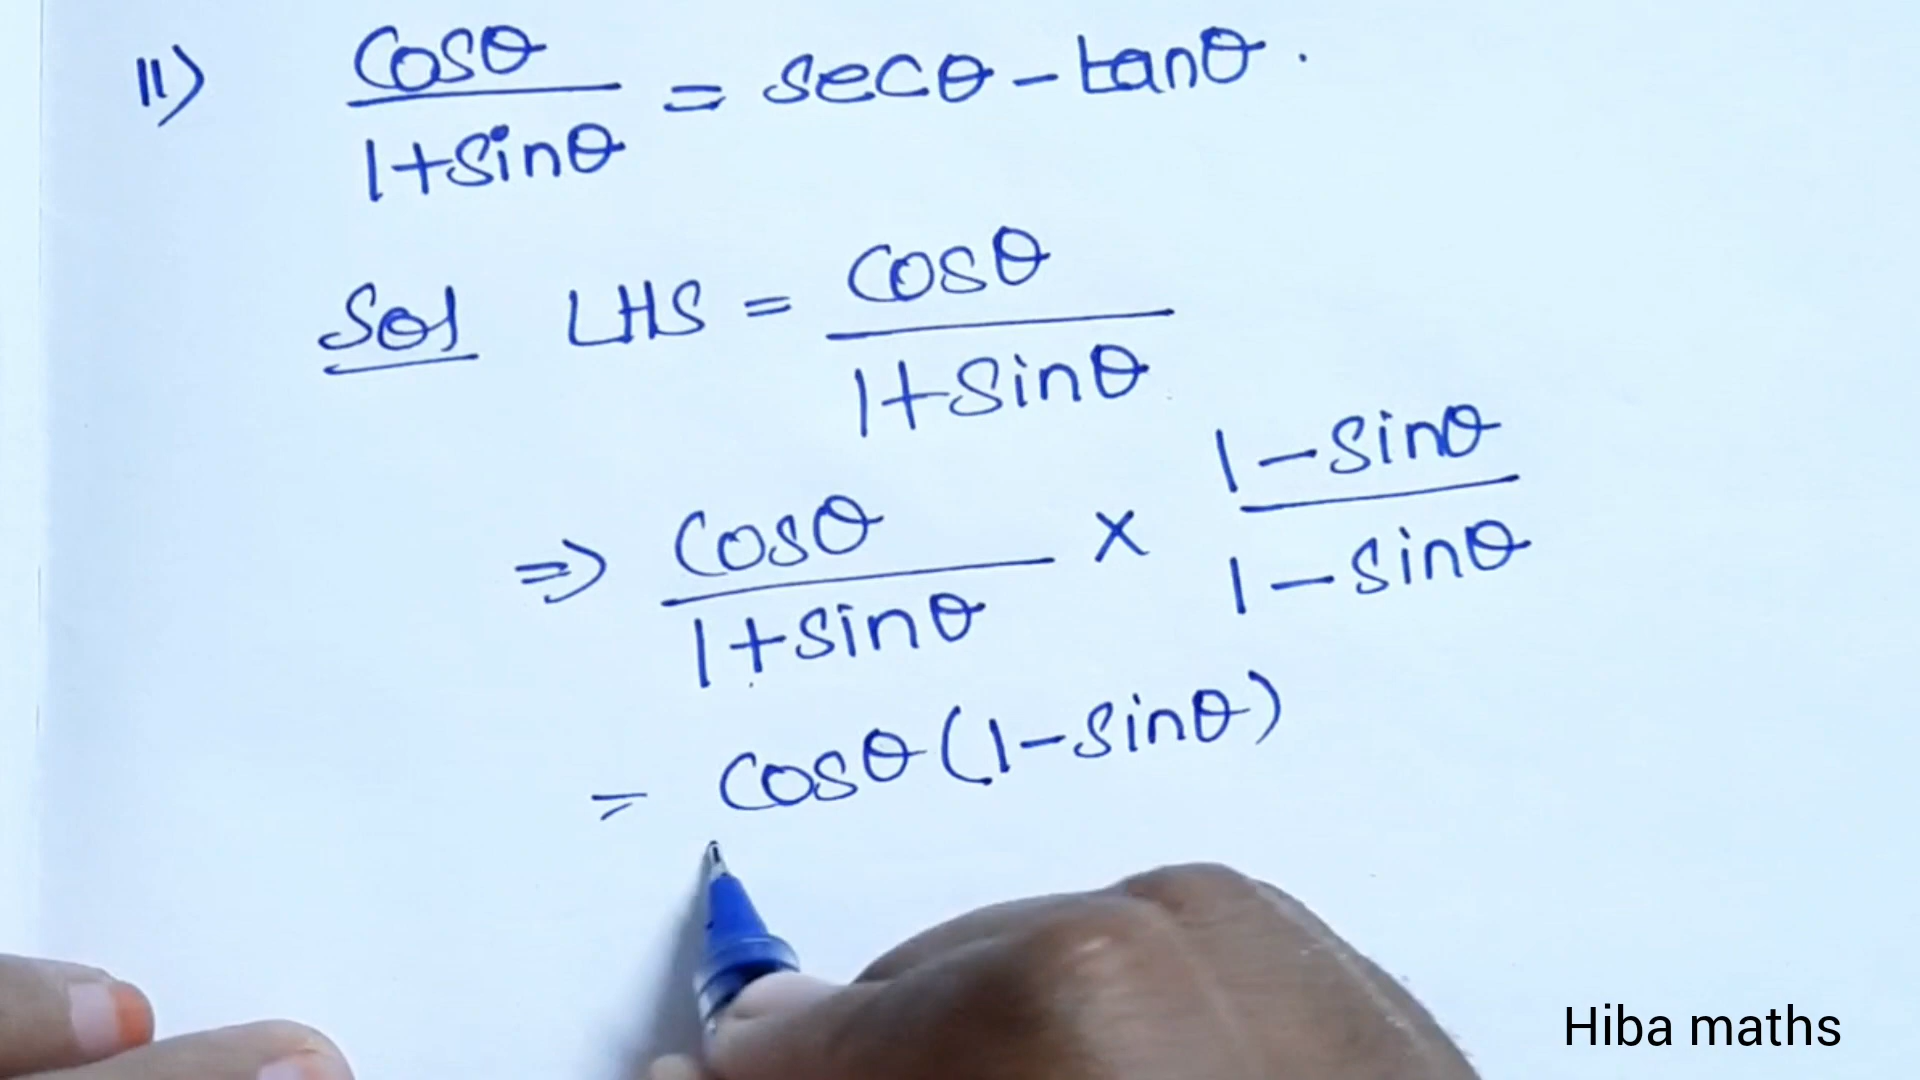 11) cosθ/1+sinθ = secθ-tanθ.
Sol LHS = cosθ/1+sinθ
=> cosθ/1+sinθ × 1-sinθ/1-sinθ
= cosθ(1-sinθ)
Hiba maths